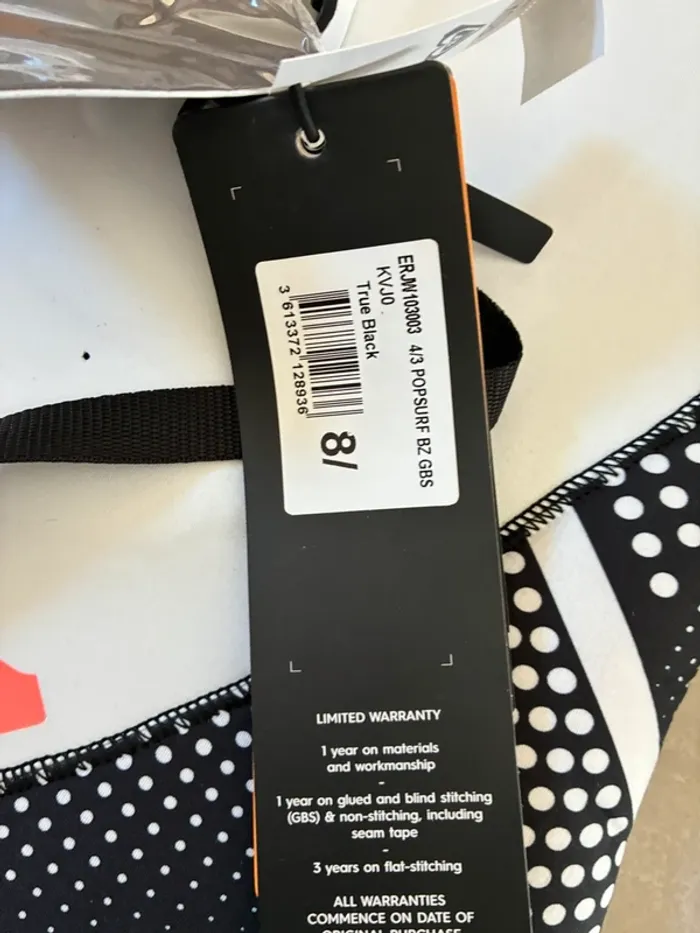 ERJW103003 4/3 POPSURF BZ GBS
KVJ0 .
True Black
3 613372 128936
8/
LIMITED WARRANTY
1 year on materials
and workmanship
-
1 year on glued and blind stitching
(GBS) & non-stitching, including
seam tape
-
3 years on flat-stitching
ALL WARRANTIES
COMMENCE ON DATE OF
ORIGINAL PURCHASE